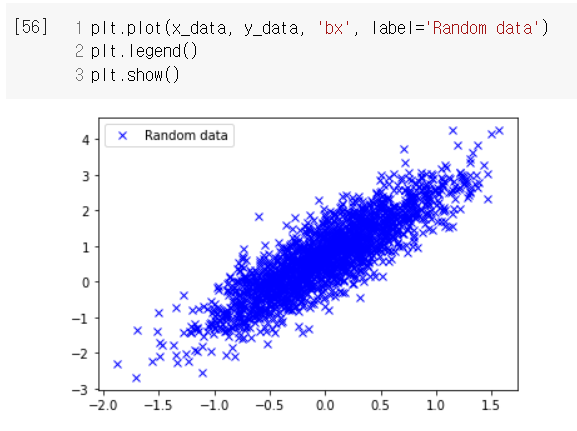 [56] 1 plt.plot(x_data, y_data, 'bx', label='Random data')
2 plt.legend()
3 plt.show()
Random data
4
3
2
1
0
−1
−2
−3
−2.0 −1.5 −1.0 −0.5 0.0 0.5 1.0 1.5